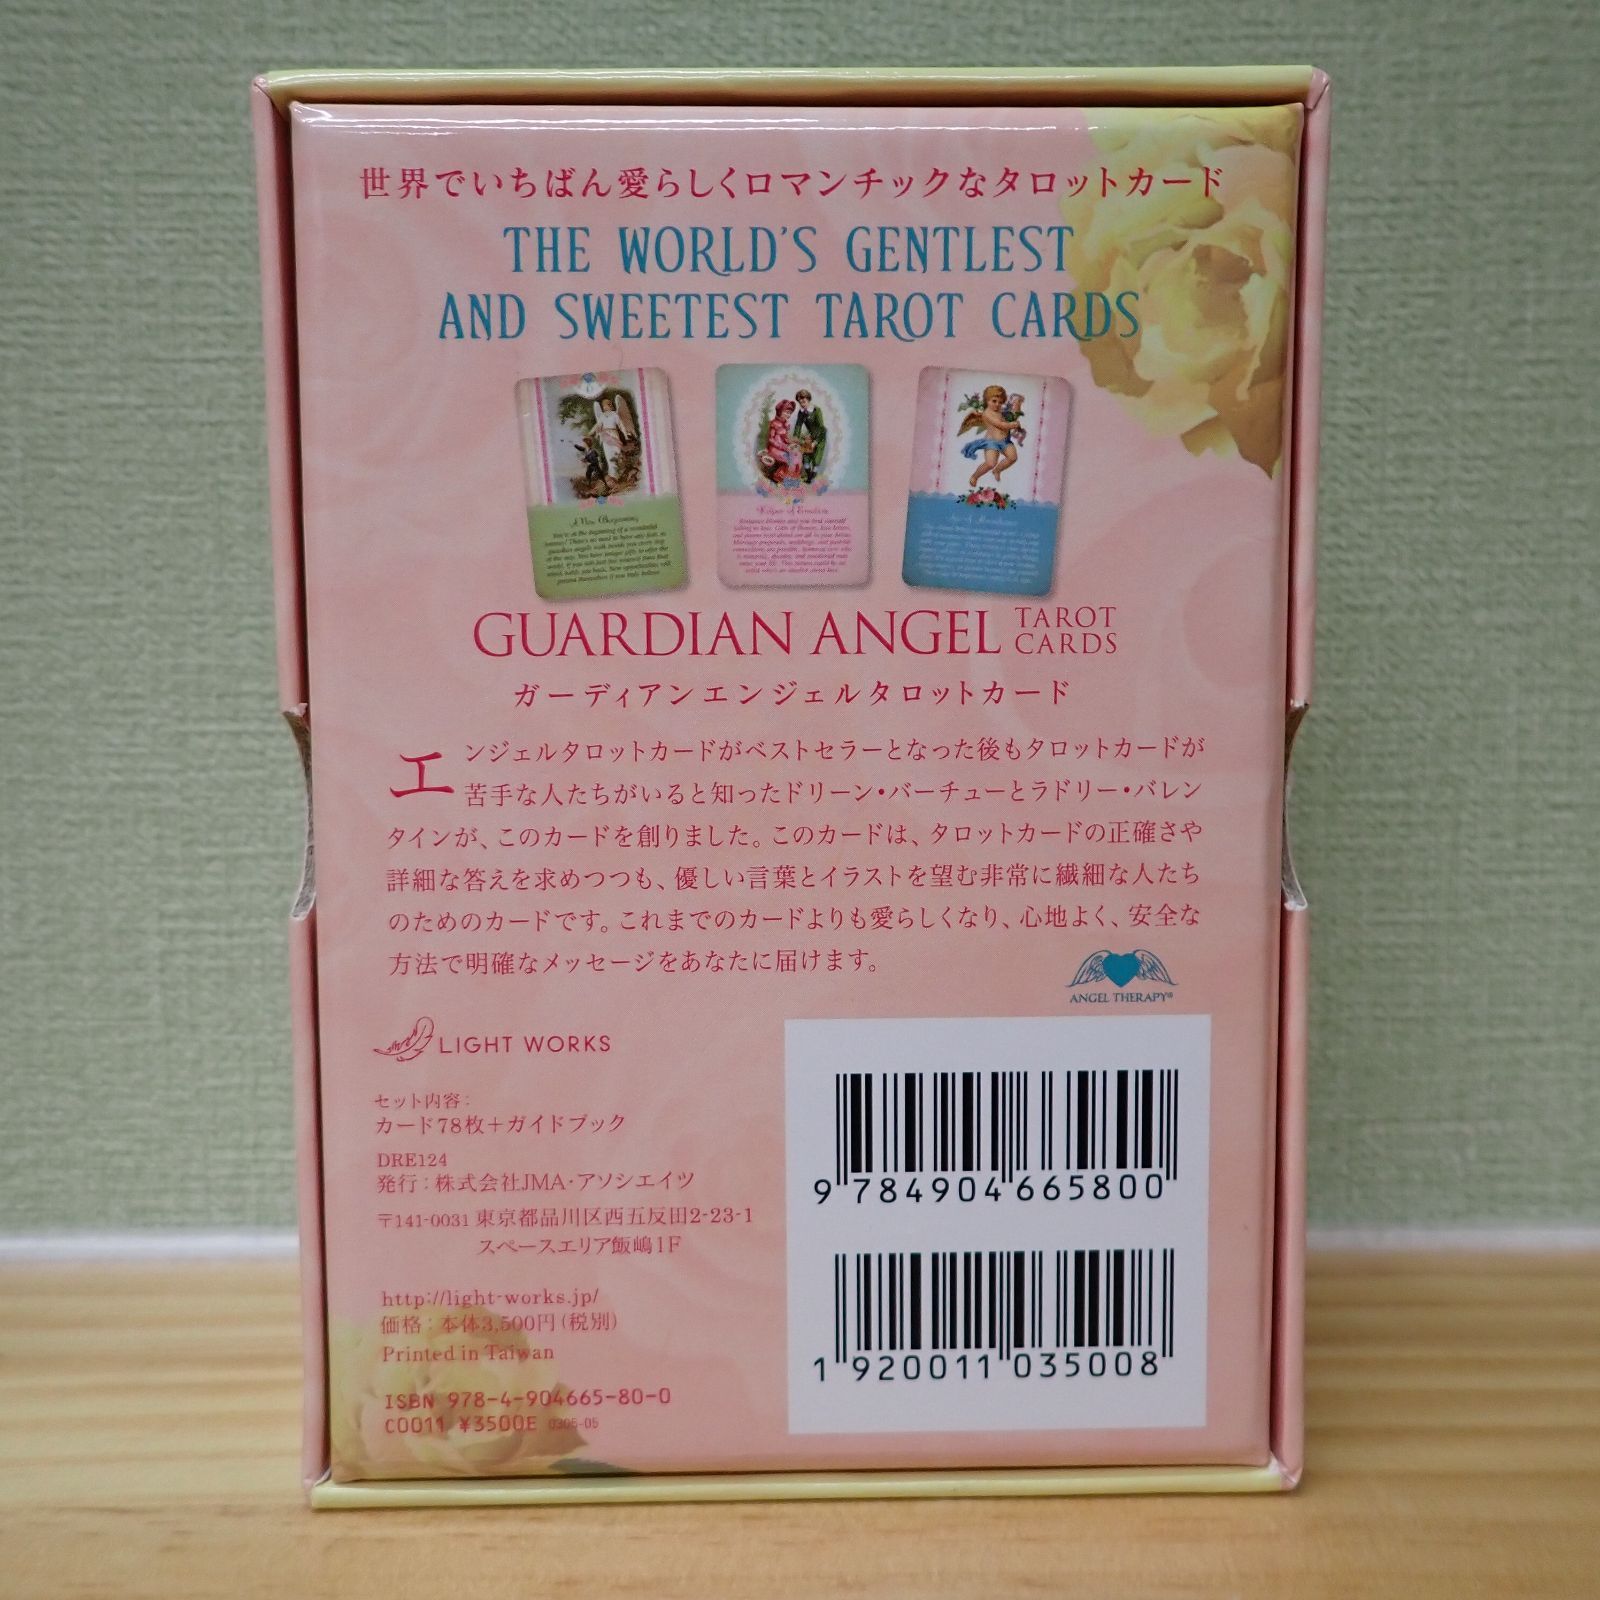 世界でいちばん愛らしくロマンチックなタロットカード
THE WORLD'S GENTLEST
AND SWEETEST TAROT CARDS
A New Beginning
Helper of Emotion
Ace of Abundance
GUARDIAN ANGEL TAROT CARDS
ガーディアンエンジェルタロットカード
エンジェルタロットカードがベストセラーとなった後もタロットカードが
苦手な人たちがいると知ったドリーン・バーチューとラドリー・バレン
タインが、このカードを創りました。このカードは、タロットカードの正確さや
詳細な答えを求めつつも、優しい言葉とイラストを望む非常に繊細な人たち
のためのカードです。これまでのカードよりも愛らしくなり、心地よく、安全な
方法で明確なメッセージをあなたに届けます。
ANGEL THERAPY®
LIGHT WORKS
セット内容：
カード78枚＋ガイドブック
DRE124
発行：株式会社JMA・アソシエイツ
〒141-0031 東京都品川区西五反田2-23-1
スペースエリア飯嶋1F
http://light-works.jp/
価格：本体3,500円（税別）
Printed in Taiwan
ISBN 978-4-904665-80-0
C0011 ¥3500E 0305-05
9 784904 665800
1 920011 035008